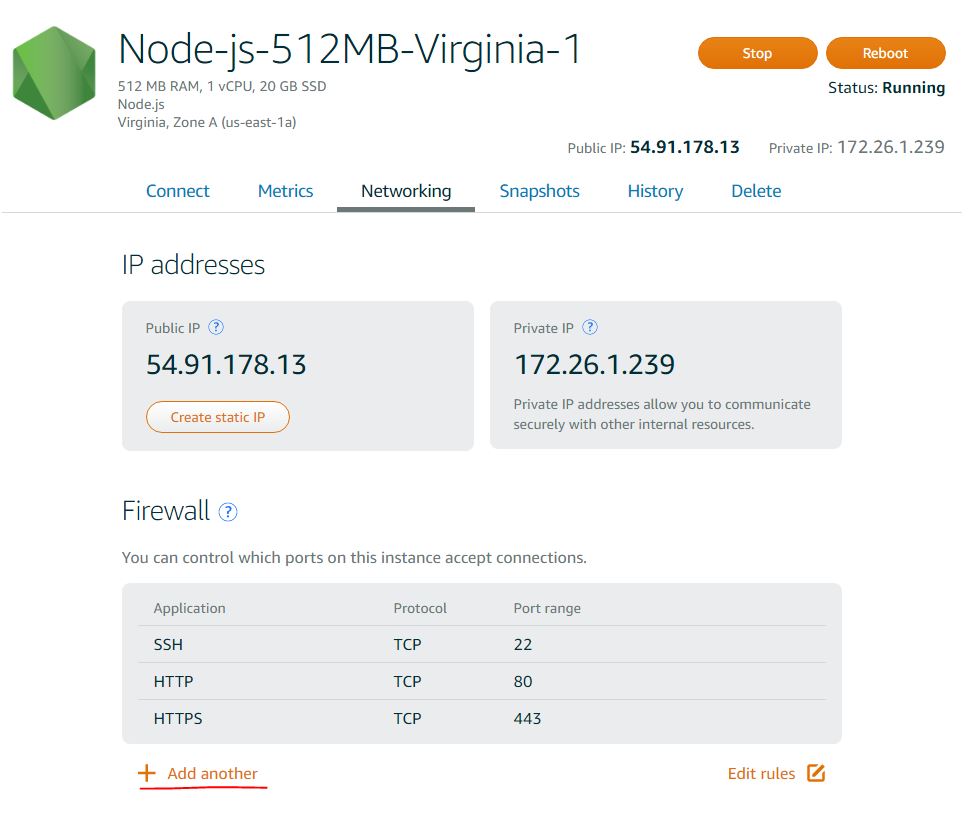 Node-js-512MB-Virginia-1
Stop
Reboot
512 MB RAM, 1 vCPU, 20 GB SSD
Status: Running
Node.js
Virginia, Zone A (us-east-1a)
Public IP: 54.91.178.13 Private IP: 172.26.1.239
Connect Metrics Networking Snapshots History Delete
IP addresses
Public IP ?
54.91.178.13
Create static IP
Private IP ?
172.26.1.239
Private IP addresses allow you to communicate
securely with other internal resources.
Firewall ?
You can control which ports on this instance accept connections.
Application Protocol Port range
SSH TCP 22
HTTP TCP 80
HTTPS TCP 443
+ Add another Edit rules